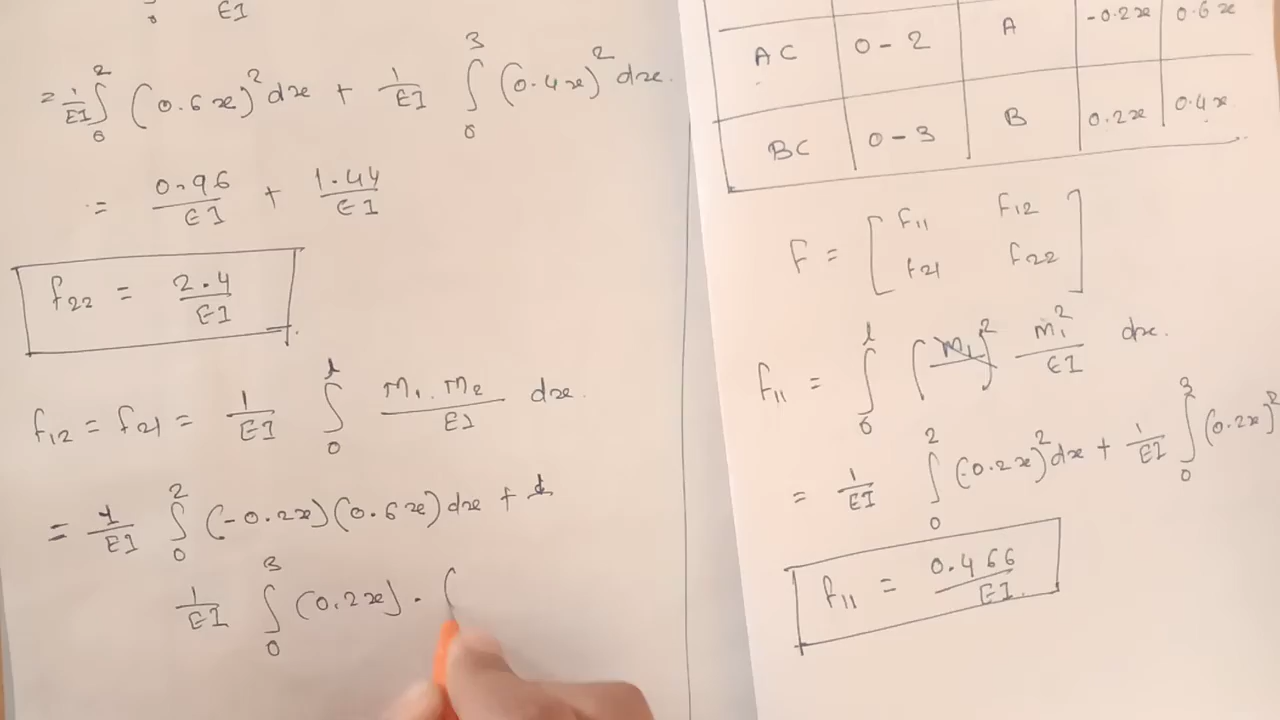 EI
= 1/EI ∫₀² (0.6x)² dx + 1/EI ∫₀³ (0.4x)² dx.
= 0.96/EI + 1.44/EI
f₂₂ = 2.4/EI
f₁₂ = f₂₁ = 1/EI ∫₀ˡ M₁.M₂/EI dx.
= 1/EI ∫₀² (-0.2x)(0.6x) dx +
1/EI ∫₀³ (0.2x) . (
AC 0-2 A -0.2x 0.6x
BC 0-3 B 0.2x 0.4x
F = [ F₁₁ F₁₂
F₂₁ F₂₂ ]
F₁₁ = ∫₀ˡ M₁²/EI dx.
= 1/EI ∫₀² (-0.2x)² dx + 1/EI ∫₀³ (0.2x)²
F₁₁ = 0.466/EI.